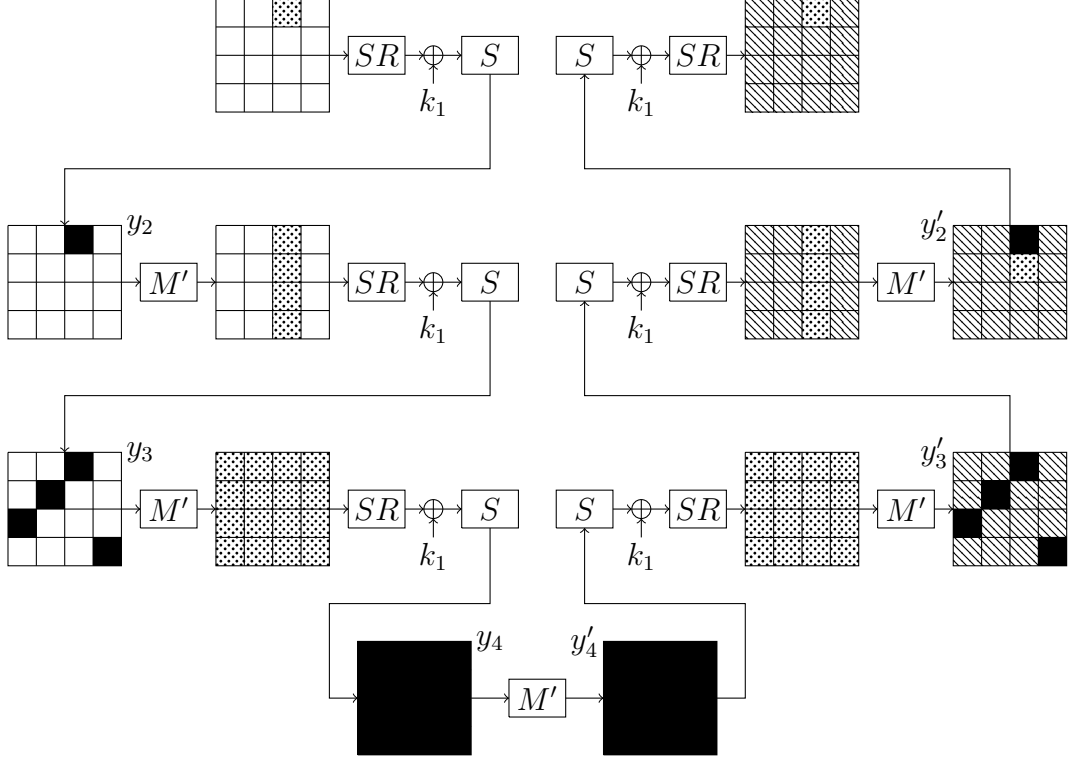 SR S S SR
k₁ k₁
y₂ y′₂
M′ SR S S SR M′
k₁ k₁
y₃ y′₃
M′ SR S S SR M′
k₁ k₁
y₄ y′₄
M′